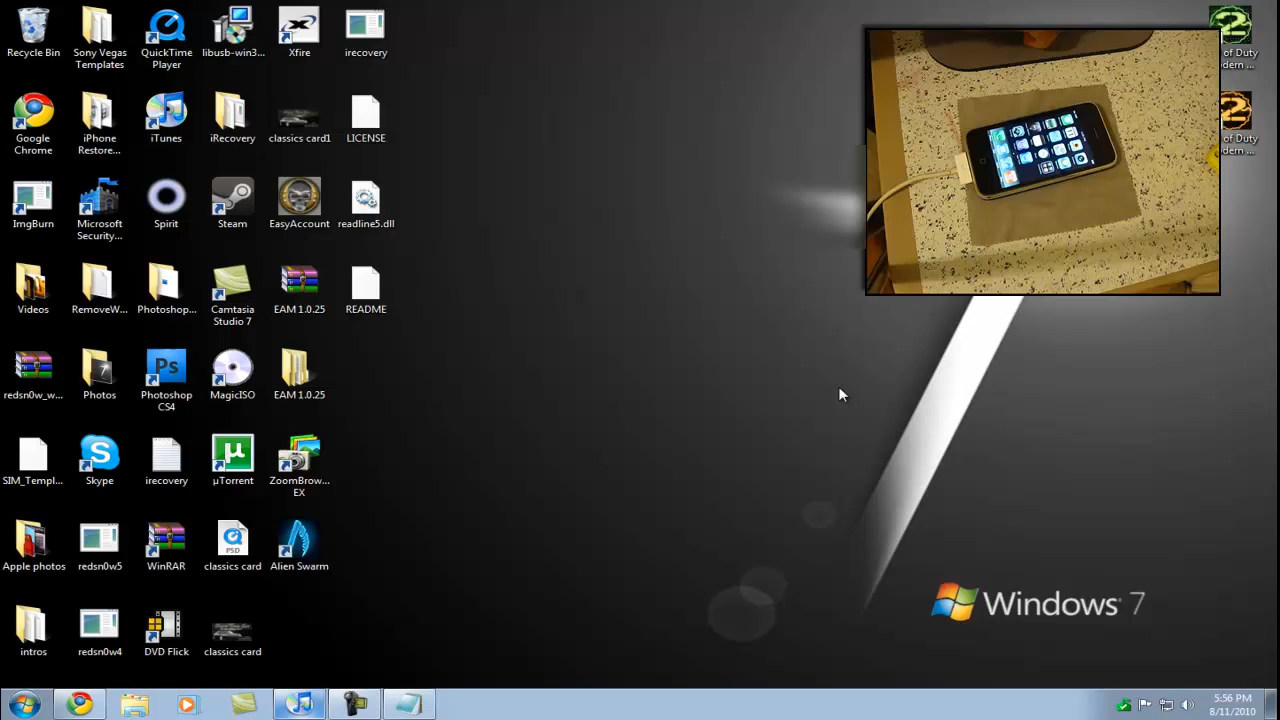 Recycle Bin
Sony Vegas Templates
QuickTime Player
libusb-win3...
Xfire
irecovery
of Duty
odern ...
Google Chrome
iPhone Restore...
iTunes
iRecovery
classics card1
LICENSE
of Duty
odern ...
ImgBurn
Microsoft Security...
Spirit
Steam
EasyAccount
readline5.dll
Videos
RemoveW...
Photoshop...
Camtasia Studio 7
EAM 1.0.25
README
redsn0w_w...
Photos
Ps
Photoshop CS4
MagicISO
EAM 1.0.25
SIM_Templ...
Skype
irecovery
µTorrent
ZoomBrow... EX
Apple photos
redsn0w5
WinRAR
PSD
classics card
Alien Swarm
intros
redsn0w4
DVD Flick
classics card
Windows 7
5:56 PM
8/11/2010